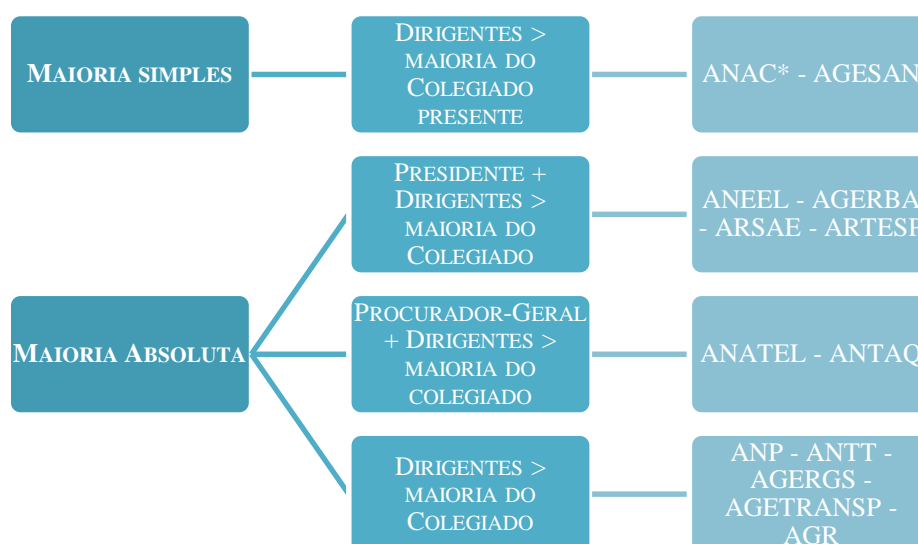 MAIORIA SIMPLES
DIRIGENTES >
MAIORIA DO
COLEGIADO
PRESENTE
ANAC* - AGESAN
PRESIDENTE +
DIRIGENTES >
MAIORIA DO
COLEGIADO
ANEEL - AGERBA
- ARSAE - ARTESP
MAIORIA ABSOLUTA
PROCURADOR-GERAL
+ DIRIGENTES >
MAIORIA DO
COLEGIADO
ANATEL - ANTAQ
DIRIGENTES >
MAIORIA DO
COLEGIADO
ANP - ANTT -
AGERGS -
AGETRANSP -
AGR